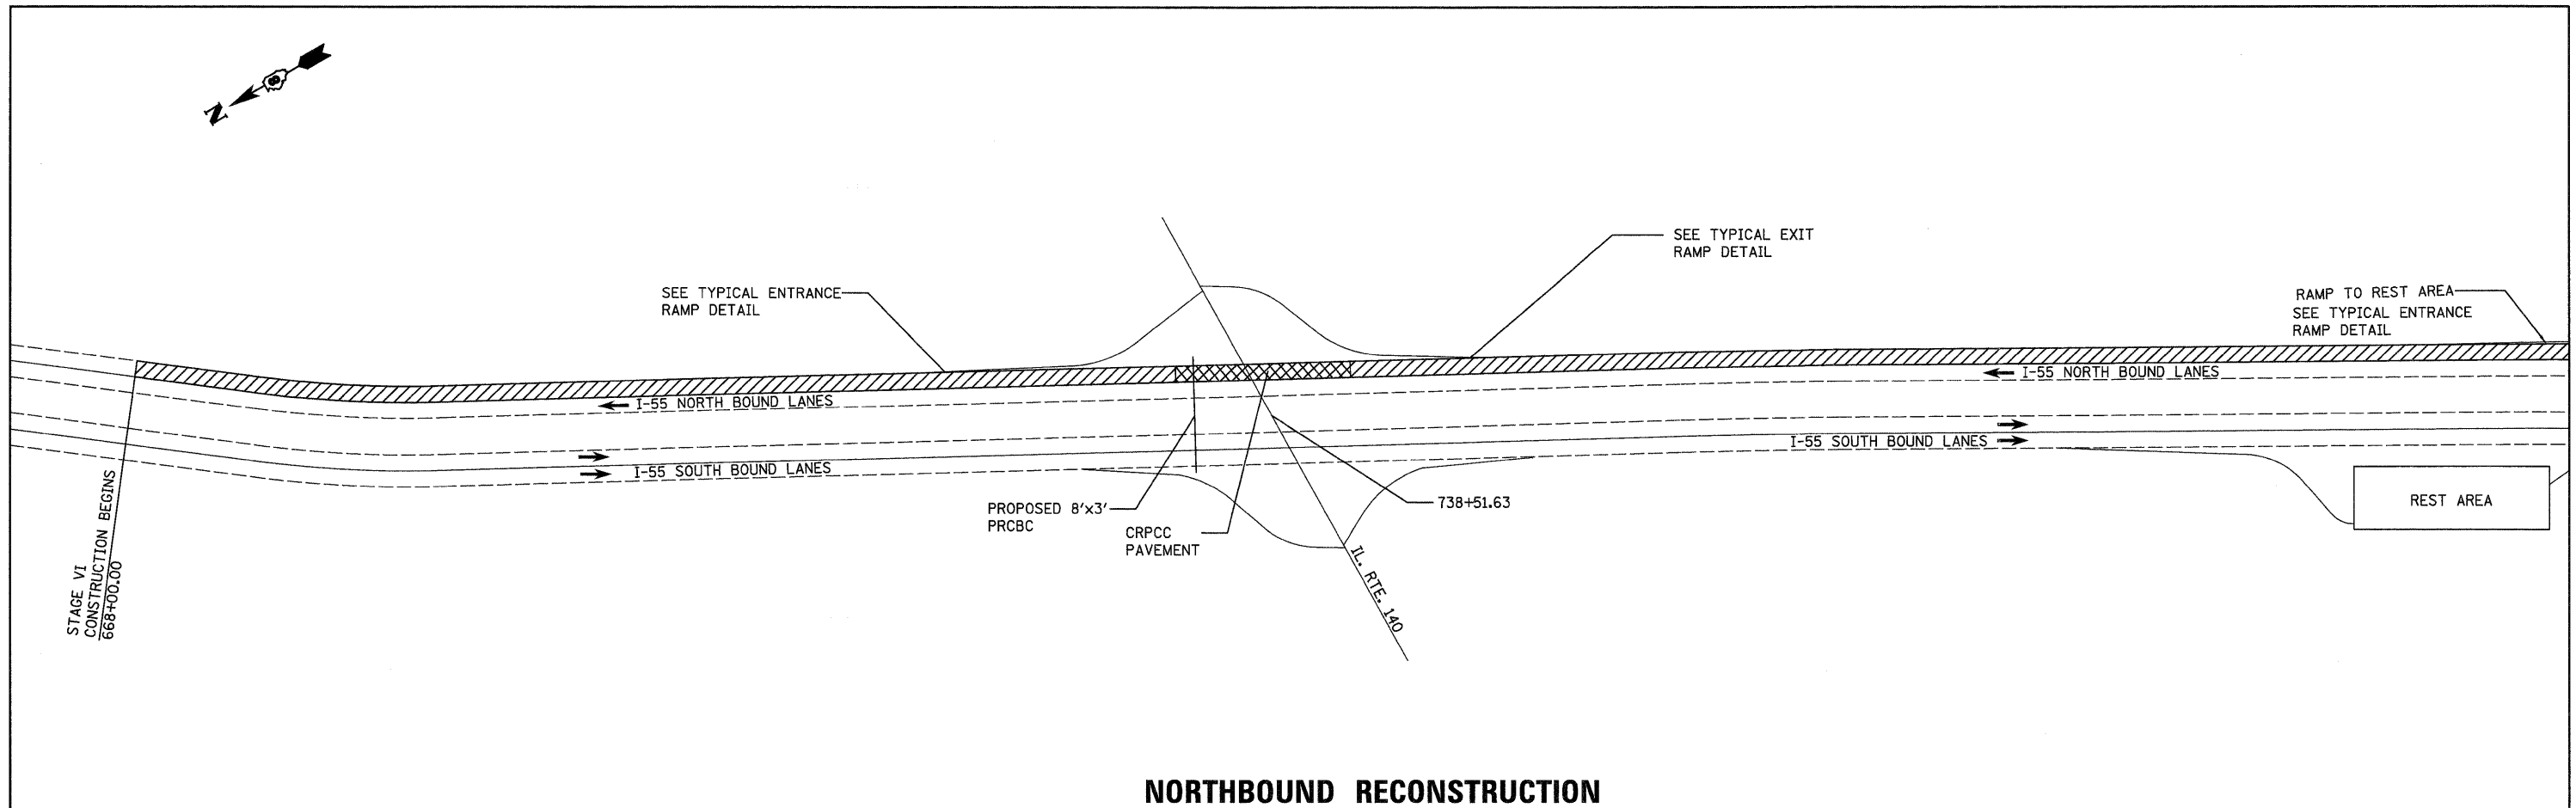 N
SEE TYPICAL EXIT
RAMP DETAIL
SEE TYPICAL ENTRANCE
RAMP DETAIL
RAMP TO REST AREA
SEE TYPICAL ENTRANCE
RAMP DETAIL
I-55 NORTH BOUND LANES
I-55 NORTH BOUND LANES
I-55 SOUTH BOUND LANES
I-55 SOUTH BOUND LANES
STAGE VI
CONSTRUCTION BEGINS
668+00.00
PROPOSED 8'x3'
PRCBC
CRPCC
PAVEMENT
738+51.63
IL. RTE. 140
REST AREA
NORTHBOUND RECONSTRUCTION